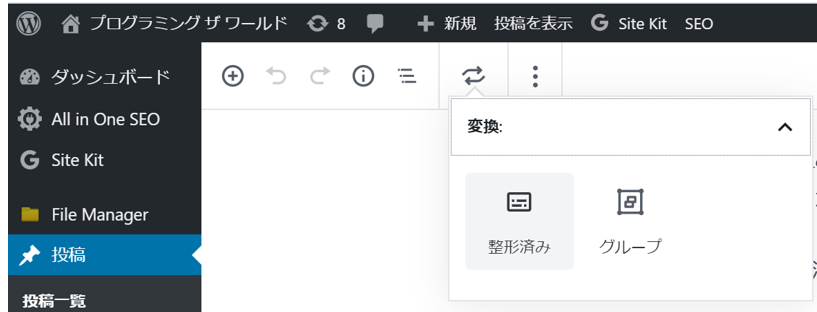 プログラミング ザ ワールド 8 新規 投稿を表示 Site Kit SEO
ダッシュボード
All in One SEO
変換:
Site Kit
File Manager
整形済み グループ
投稿
投稿一覧